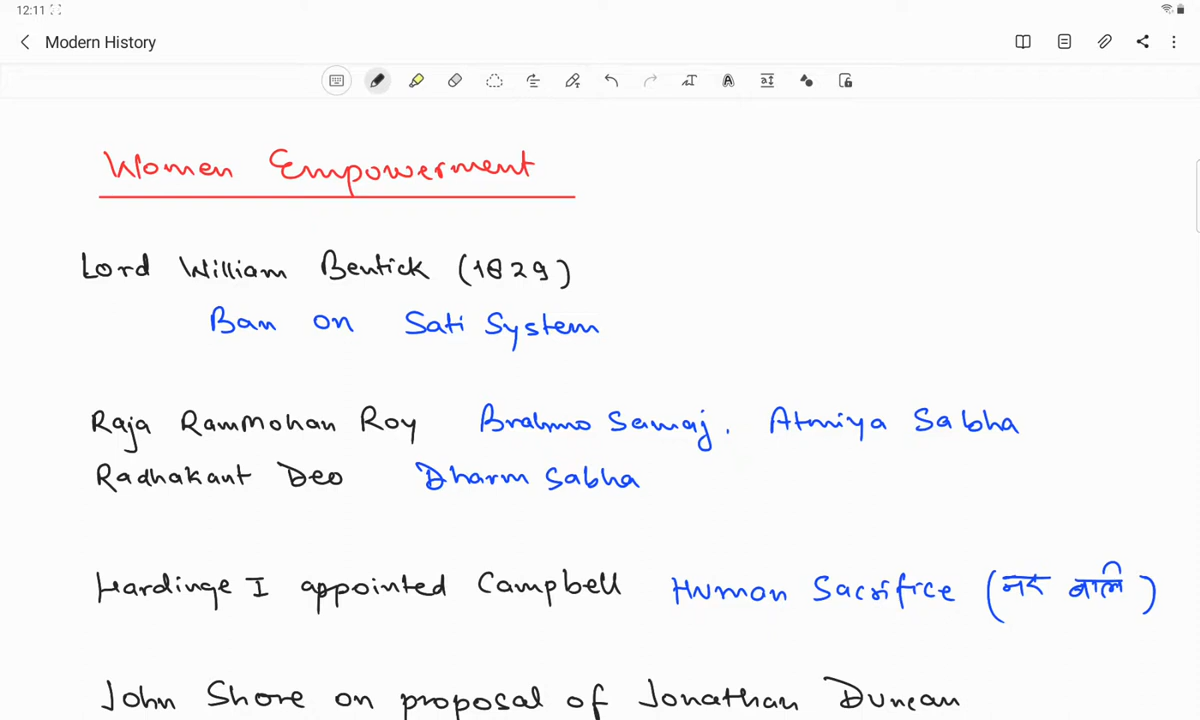 12:11
Modern History
Women Empowerment
Lord William Bentick (1829)
Ban on Sati System
Raja Rammohan Roy Brahmo Samaj. Atmiya Sabha
Radhakant Deo Dharm Sabha
Hardinge I appointed Campbell Human Sacrifice (नर बलि)
John Shore on proposal of Jonathan Duncan